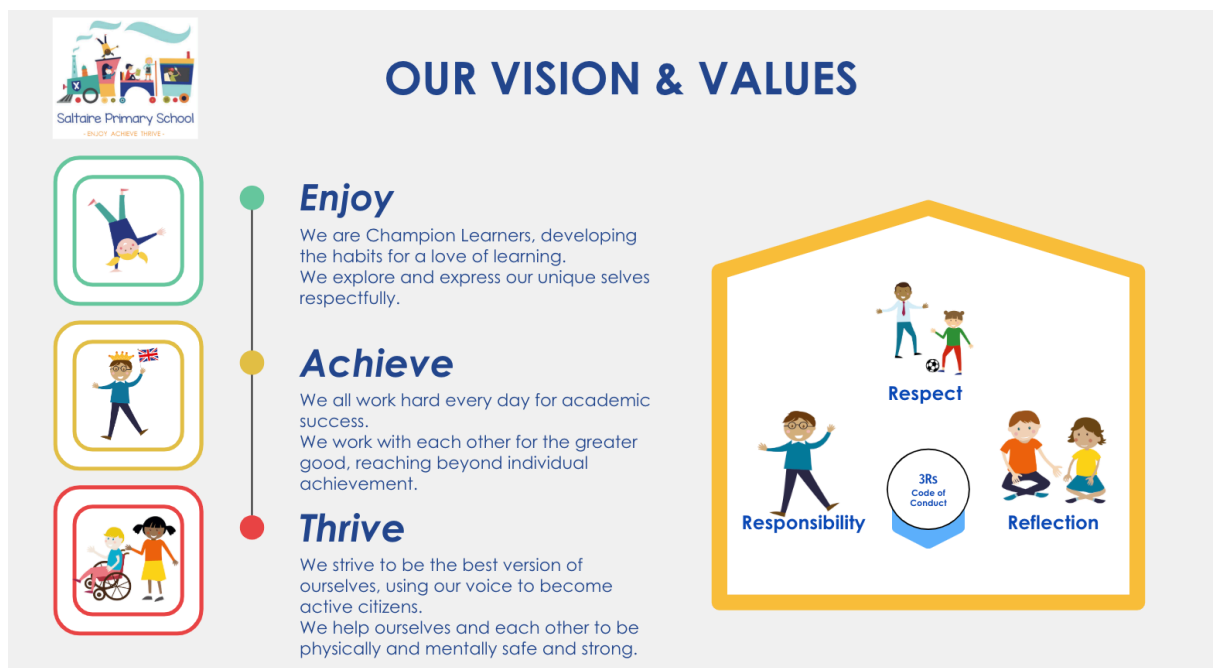 Saltaire Primary School
- ENJOY ACHIEVE THRIVE -
OUR VISION & VALUES
Enjoy
We are Champion Learners, developing
the habits for a love of learning.
We explore and express our unique selves
respectfully.
Achieve
We all work hard every day for academic
success.
We work with each other for the greater
good, reaching beyond individual
achievement.
Thrive
We strive to be the best version of
ourselves, using our voice to become
active citizens.
We help ourselves and each other to be
physically and mentally safe and strong.
Respect
Responsibility
3Rs
Code of
Conduct
Reflection